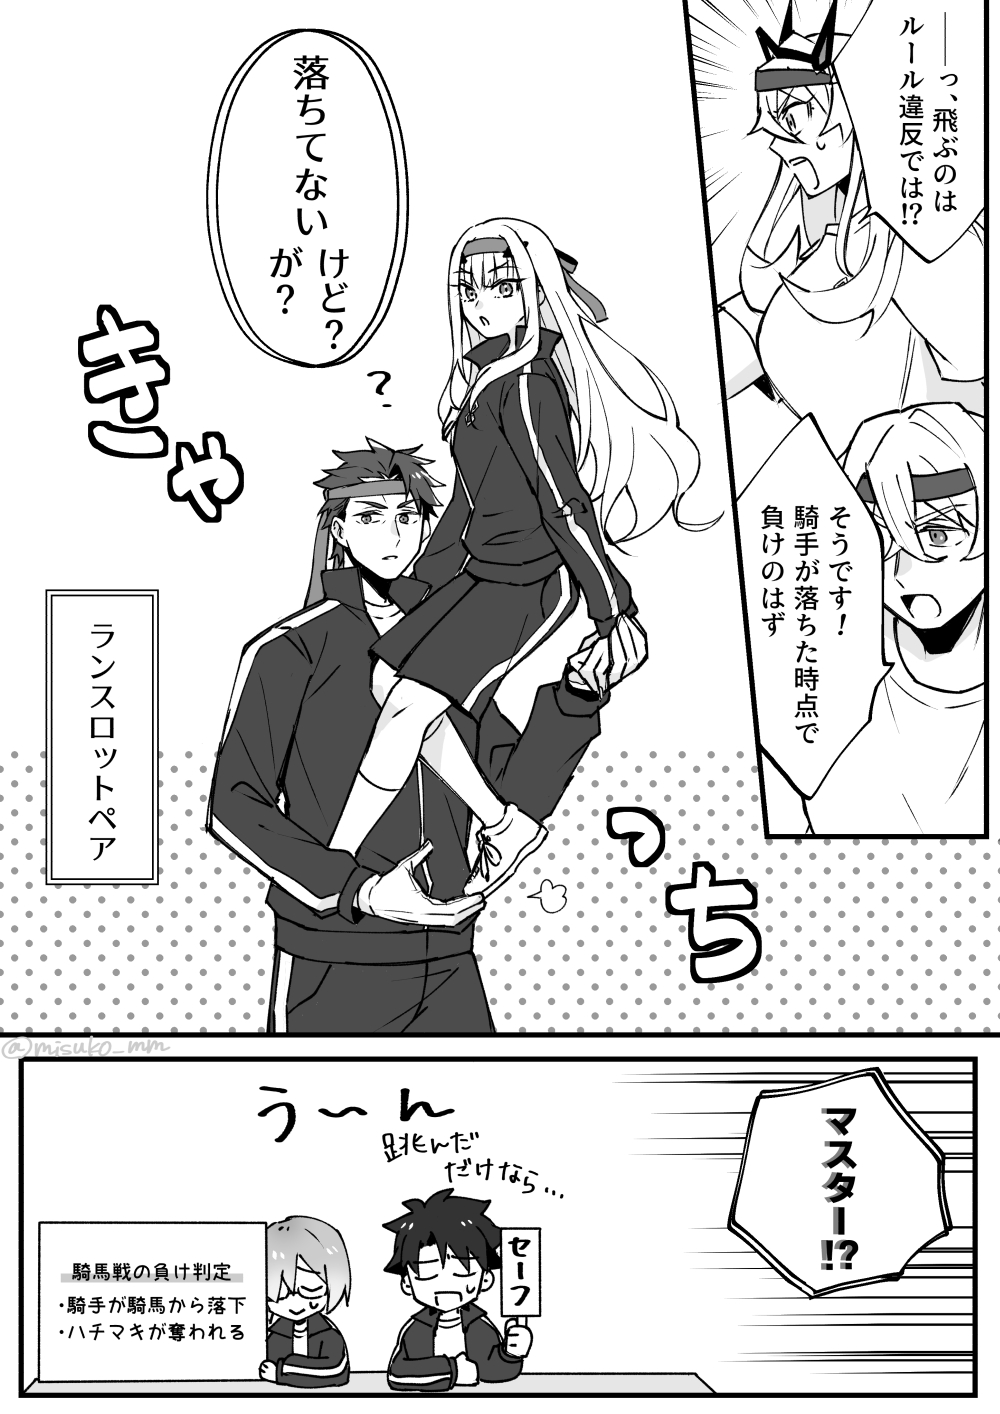 ――っ、飛ぶのは
ルール違反では!?
そうです！
騎手が落ちた時点で
負けのはず
落ちてない
けど？
が？
？
きゃ
っち
ランスロットペア
@misuko_mm
マスター!?
う〜ん
跳んだ
だけなら…
セーフ
騎馬戦の負け判定
・騎手が騎馬から落下
・ハチマキが奪われる